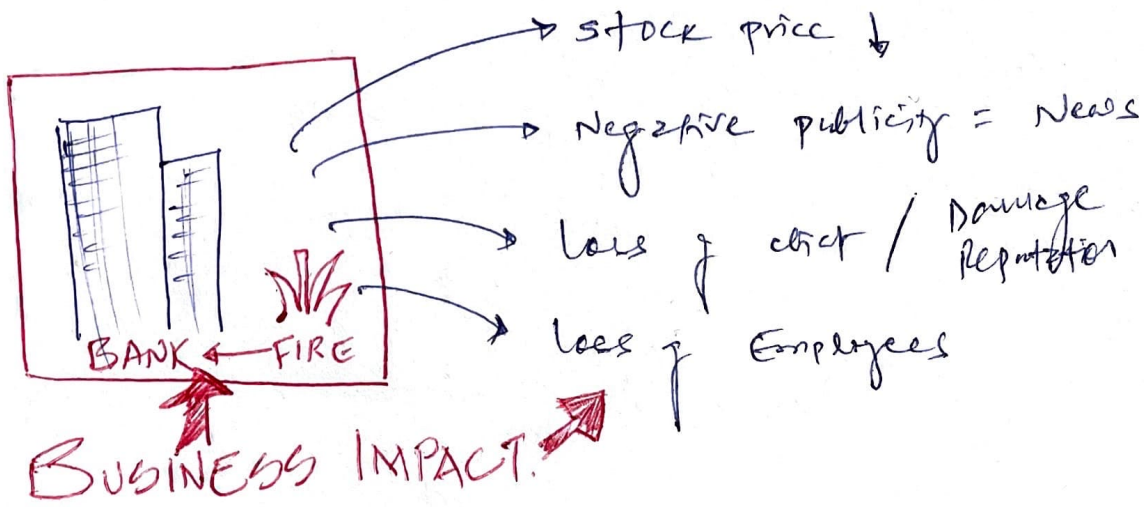 stock price ↓
Negative publicity = News
loss of client / Damage Reputation
loss of Employees
BANK ← FIRE
BUSINESS IMPACT.